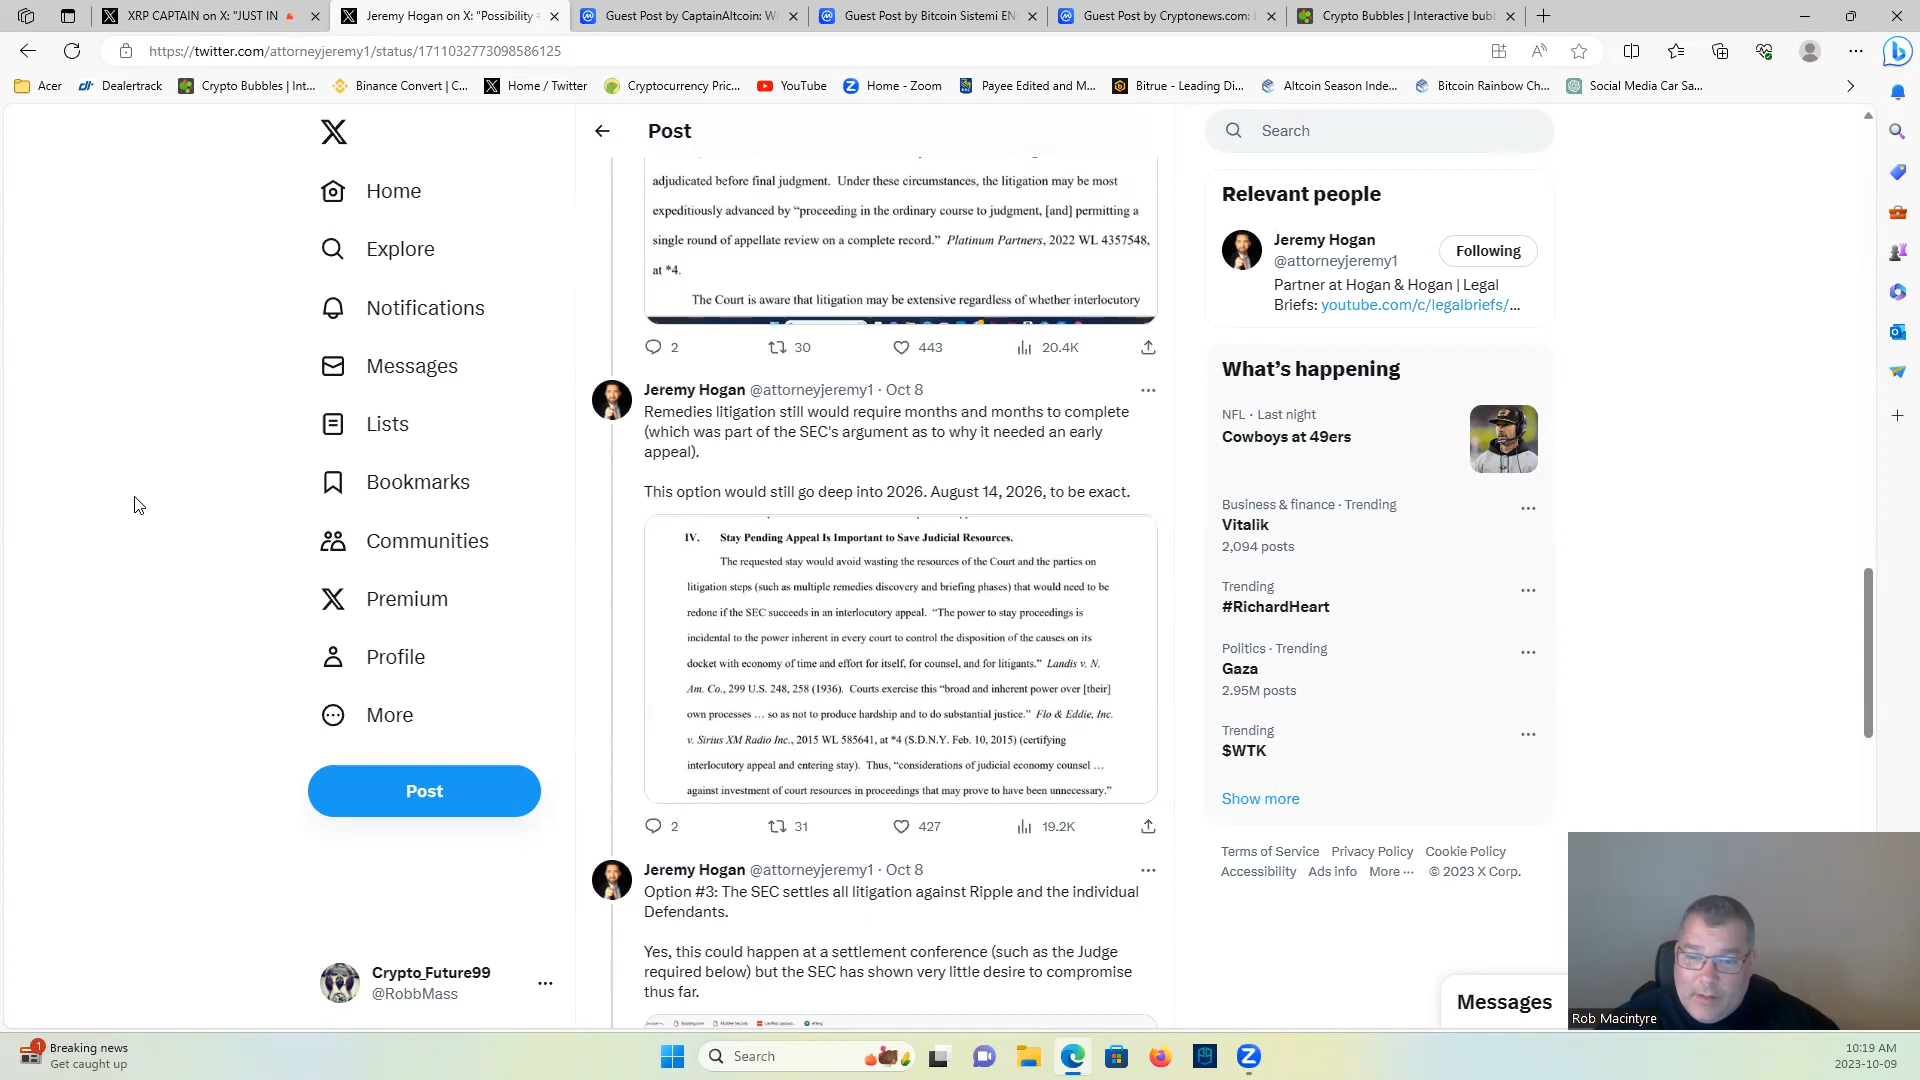 XRP CAPTAIN on X: "JUST IN
Jeremy Hogan on X: "Possibility
Guest Post by CaptainAltcoin: W
Guest Post by Bitcoin Sistemi EN
Guest Post by Cryptonews.com:
Crypto Bubbles | Interactive bubb
https://twitter.com/attorneyjeremy1/status/1711032773098586125
Acer
Dealertrack
Crypto Bubbles | Int...
Binance Convert | C...
Home / Twitter
Cryptocurrency Pric...
YouTube
Home - Zoom
Payee Edited and M...
Bitrue - Leading Di...
Altcoin Season Inde...
Bitcoin Rainbow Ch...
Social Media Car Sa...
Home
Explore
Notifications
Messages
Lists
Bookmarks
Communities
Premium
Profile
More
Post
Crypto_Future99
@RobbMass
Post
adjudicated before final judgment. Under these circumstances, the litigation may be most
expeditiously advanced by “proceeding in the ordinary course to judgment, [and] permitting a
single round of appellate review on a complete record.” Platinum Partners, 2022 WL 4357548,
at *4.
The Court is aware that litigation may be extensive regardless of whether interlocutory
2
30
443
20.4K
Jeremy Hogan @attorneyjeremy1 · Oct 8
Remedies litigation still would require months and months to complete
(which was part of the SEC's argument as to why it needed an early
appeal).
This option would still go deep into 2026. August 14, 2026, to be exact.
IV. Stay Pending Appeal Is Important to Save Judicial Resources.
The requested stay would avoid wasting the resources of the Court and the parties on
litigation steps (such as multiple remedies discovery and briefing phases) that would need to be
redone if the SEC succeeds in an interlocutory appeal. “The power to stay proceedings is
incidental to the power inherent in every court to control the disposition of the causes on its
docket with economy of time and effort for itself, for counsel, and for litigants.” Landis v. N.
Am. Co., 299 U.S. 248, 258 (1936). Courts exercise this “broad and inherent power over [their]
own processes … so as not to produce hardship and to do substantial justice.” Flo & Eddie, Inc.
v. Sirius XM Radio Inc., 2015 WL 585641, at *4 (S.D.N.Y. Feb. 10, 2015) (certifying
interlocutory appeal and entering stay). Thus, “considerations of judicial economy counsel …
against investment of court resources in proceedings that may prove to have been unnecessary.”
2
31
427
19.2K
Jeremy Hogan @attorneyjeremy1 · Oct 8
Option #3: The SEC settles all litigation against Ripple and the individual
Defendants.
Yes, this could happen at a settlement conference (such as the Judge
required below) but the SEC has shown very little desire to compromise
thus far.
Search
Relevant people
Jeremy Hogan
@attorneyjeremy1
Following
Partner at Hogan & Hogan | Legal
Briefs: youtube.com/c/legalbriefs/...
What’s happening
NFL · Last night
Cowboys at 49ers
Business & finance · Trending
Vitalik
2,094 posts
Trending
#RichardHeart
Politics · Trending
Gaza
2.95M posts
Trending
$WTK
Show more
Terms of Service Privacy Policy Cookie Policy
Accessibility Ads info More ··· © 2023 X Corp.
Messages
Rob Macintyre
1
Breaking news
Get caught up
Search
10:19 AM
2023-10-09